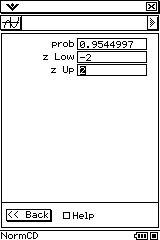 prob 0.9544997
z Low -2
z Up 2
<< Back
Help
NormCD